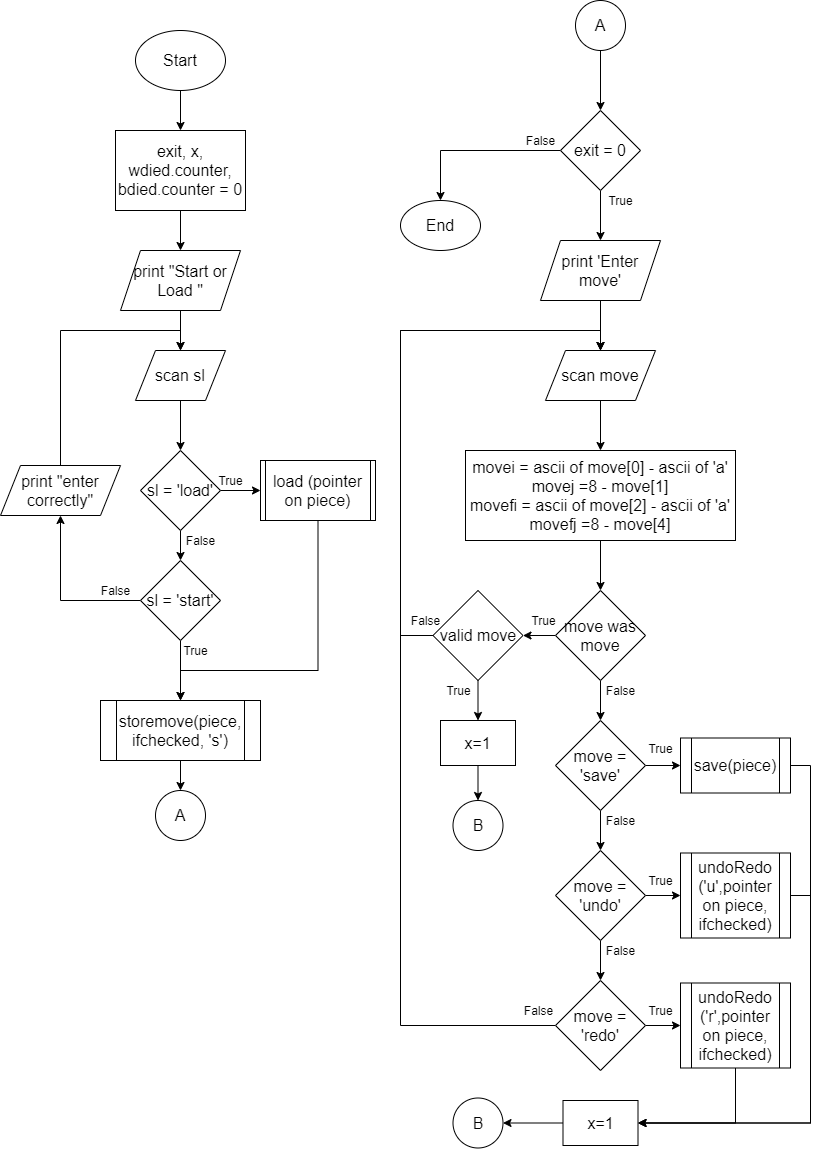 Start
exit, x,
wdied.counter,
bdied.counter = 0
print "Start or
Load "
scan sl
sl = 'load'
True
load (pointer
on piece)
False
print "enter
correctly"
sl = 'start'
False
True
storemove(piece,
ifchecked, 's')
A
A
exit = 0
False
End
True
print 'Enter
move'
scan move
movei = ascii of move[0] - ascii of 'a'
movej =8 - move[1]
movefi = ascii of move[2] - ascii of 'a'
movefj =8 - move[4]
move was
move
True
valid move
False
True
x=1
B
False
move =
'save'
True
save(piece)
False
move =
'undo'
True
undoRedo
('u',pointer
on piece,
ifchecked)
False
move =
'redo'
False
True
undoRedo
('r',pointer
on piece,
ifchecked)
x=1
B